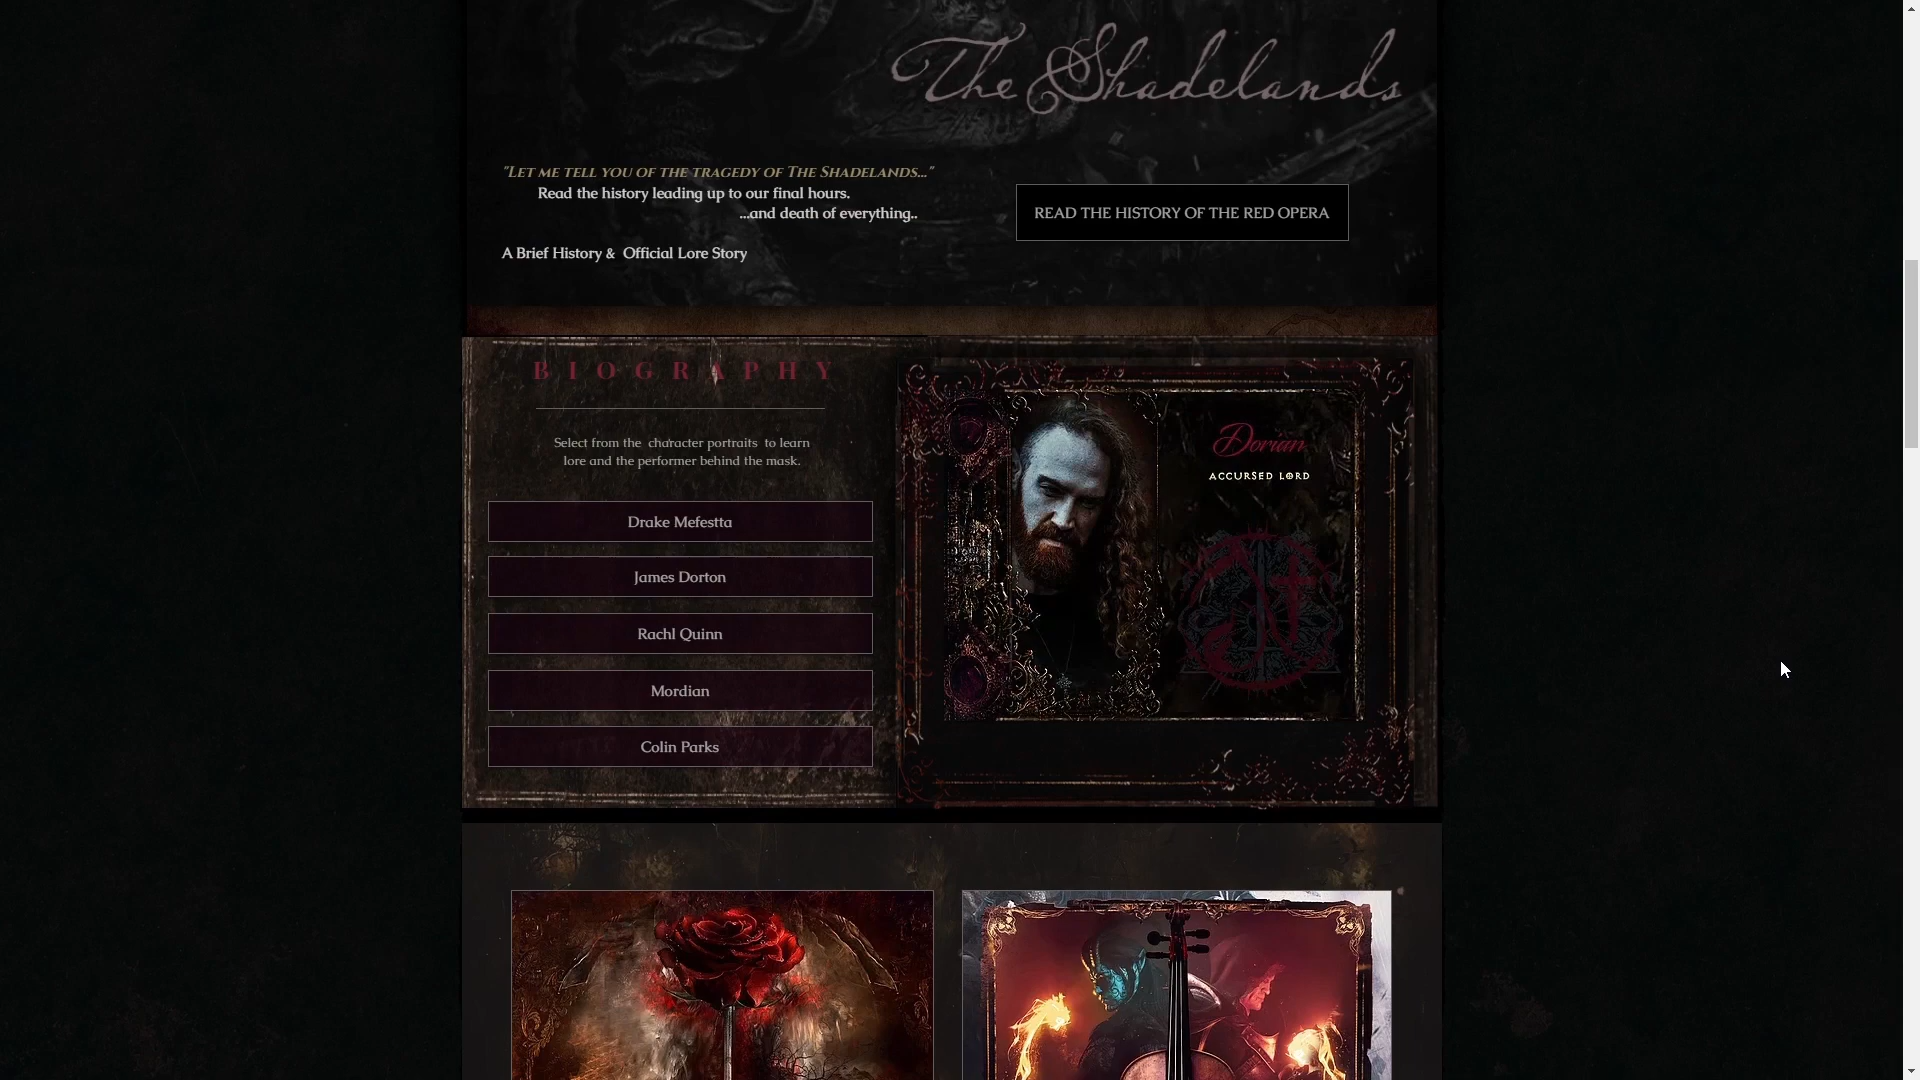 The Shadelands
"Let me tell you of the tragedy of The Shadelands..."
Read the history leading up to our final hours.
...and death of everything..
READ THE HISTORY OF THE RED OPERA
A Brief History &  Official Lore Story
BIOGRAPHY
Select from the  character portraits  to learn
lore and the performer behind the mask.
Drake Mefestta
James Dorton
Rachl Quinn
Mordian
Colin Parks
Dorian
ACCURSED LORD